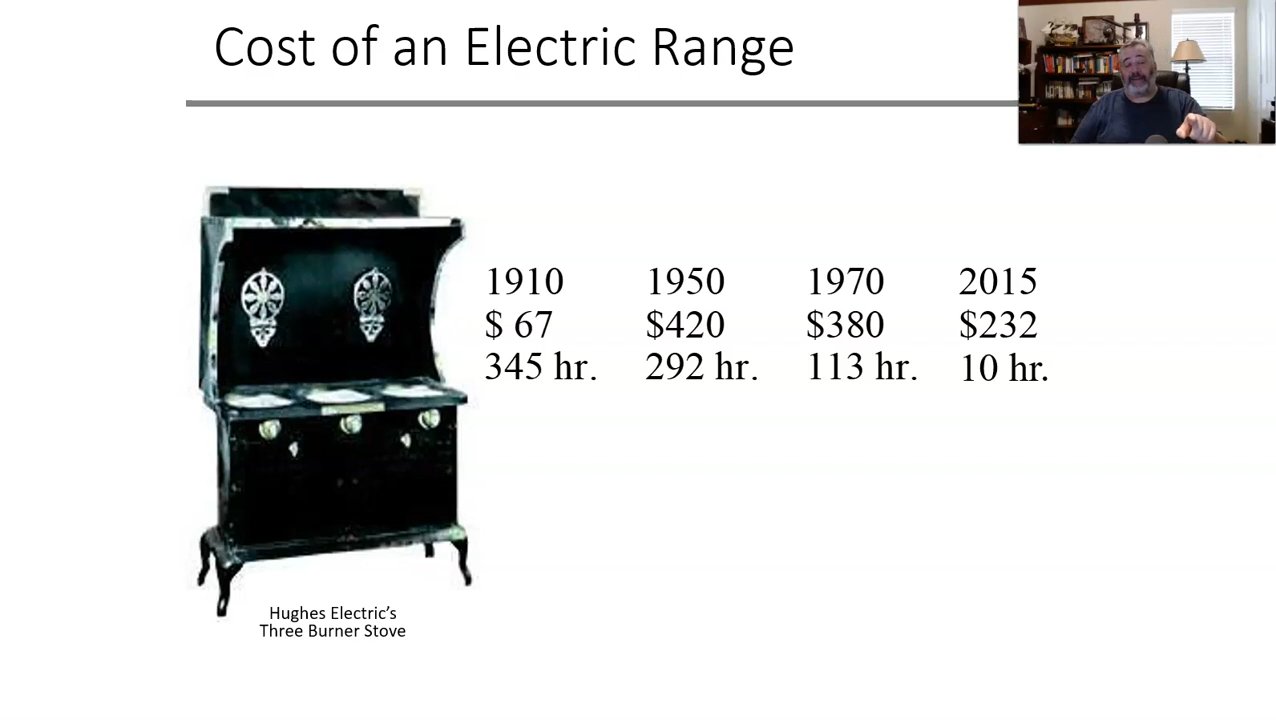 Cost of an Electric Range
1910 1950 1970 2015
$ 67 $420 $380 $232
345 hr. 292 hr. 113 hr. 10 hr.
Hughes Electric’s
Three Burner Stove